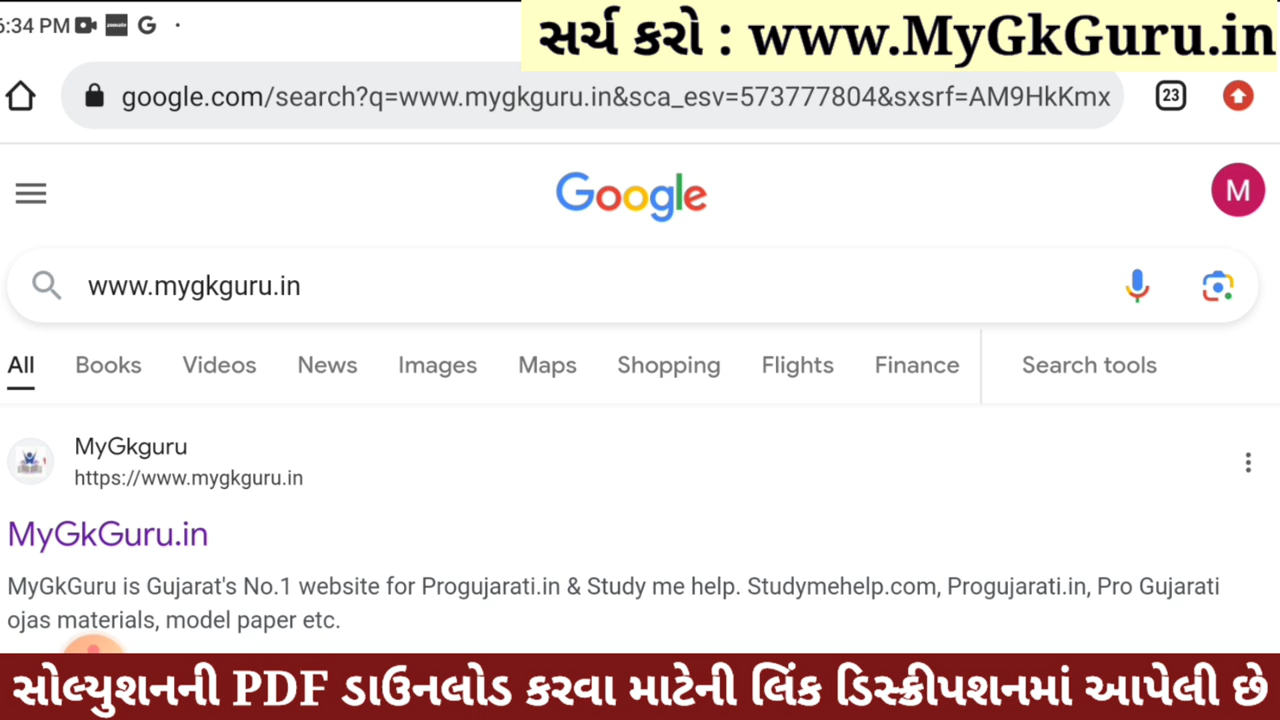 6:34 PM
સર્ચ કરો : www.MyGkGuru.in
google.com/search?q=www.mygkguru.in&sca_esv=573777804&sxsrf=AM9HkKmx
23
Google
M
www.mygkguru.in
All Books Videos News Images Maps Shopping Flights Finance Search tools
MyGkguru
https://www.mygkguru.in
MyGkGuru.in
MyGkGuru is Gujarat's No.1 website for Progujarati.in & Study me help. Studymehelp.com, Progujarati.in, Pro Gujarati
ojas materials, model paper etc.
સોલ્યુશનની PDF ડાઉનલોડ કરવા માટેની લિંક ડિસ્ક્રીપશનમાં આપેલી છે